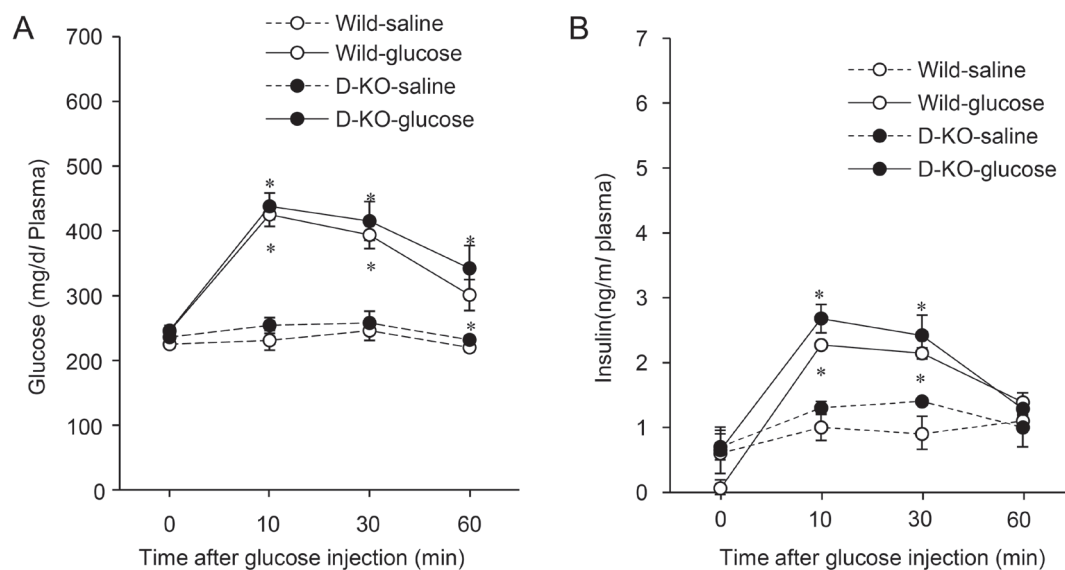 A
Wild-saline
Wild-glucose
D-KO-saline
D-KO-glucose
700
600
500
400
300
200
100
0
Glucose (mg/dl Plasma)
*
*
*
*
*
*
0 10 30 60
Time after glucose injection (min)
B
Wild-saline
Wild-glucose
D-KO-saline
D-KO-glucose
7
6
5
4
3
2
1
0
Insulin(ng/ml plasma)
*
*
*
*
0 10 30 60
Time after glucose injection (min)